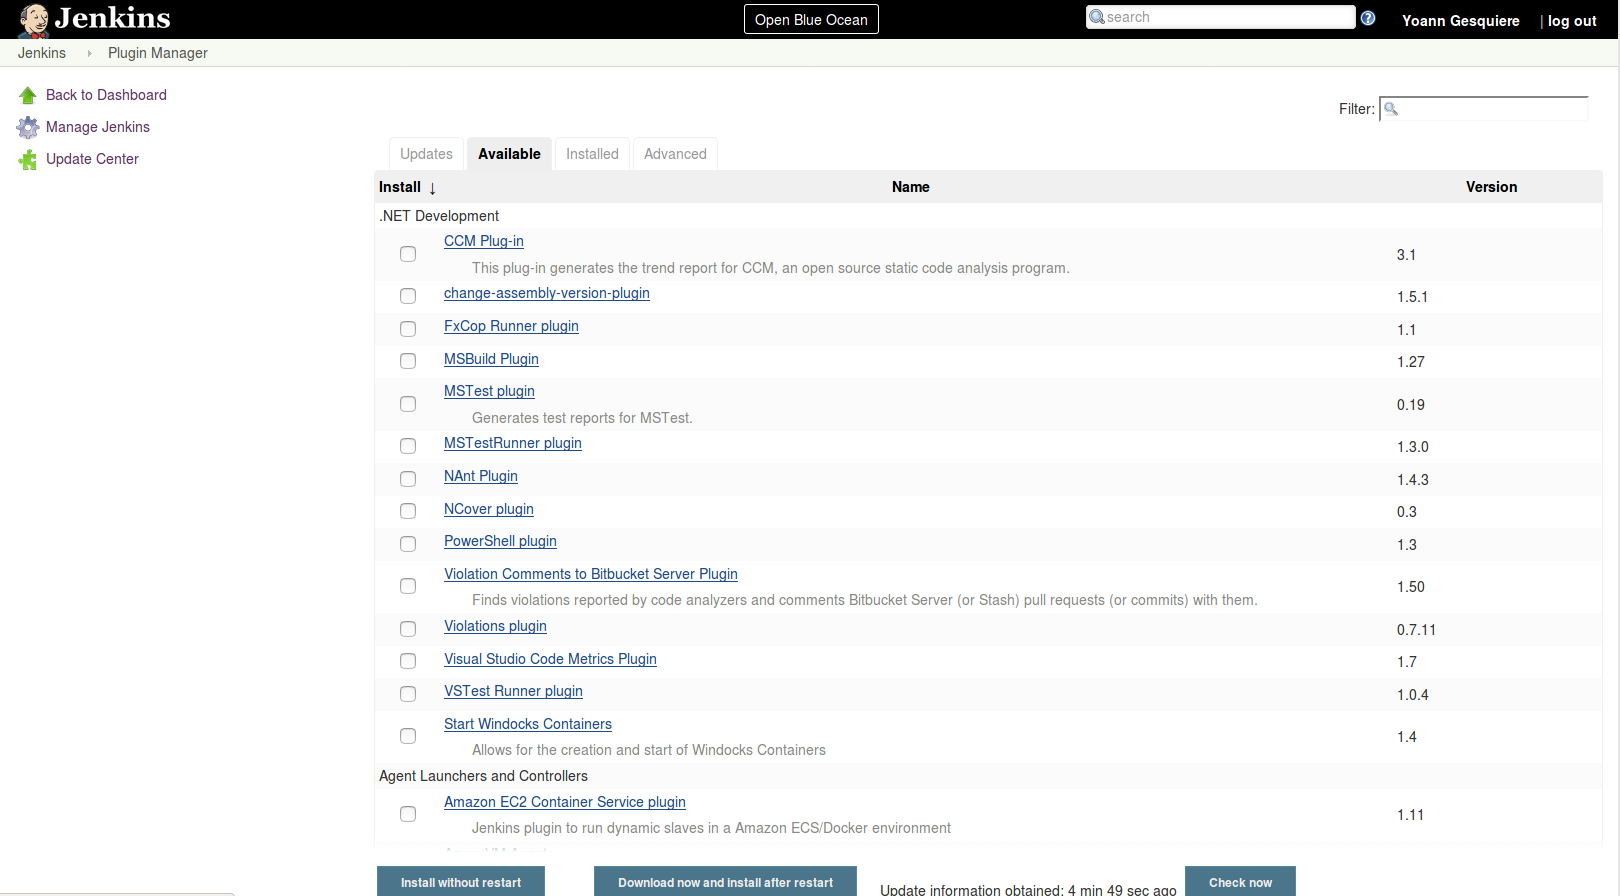 Jenkins
Open Blue Ocean
search
Yoann Gesquiere
| log out
Jenkins
Plugin Manager
Back to Dashboard
Manage Jenkins
Update Center
Filter:
Updates
Available
Installed
Advanced
Install ↓
Name
Version
.NET Development
CCM Plug-in
This plug-in generates the trend report for CCM, an open source static code analysis program.
3.1
change-assembly-version-plugin
1.5.1
FxCop Runner plugin
1.1
MSBuild Plugin
1.27
MSTest plugin
Generates test reports for MSTest.
0.19
MSTestRunner plugin
1.3.0
NAnt Plugin
1.4.3
NCover plugin
0.3
PowerShell plugin
1.3
Violation Comments to Bitbucket Server Plugin
Finds violations reported by code analyzers and comments Bitbucket Server (or Stash) pull requests (or commits) with them.
1.50
Violations plugin
0.7.11
Visual Studio Code Metrics Plugin
1.7
VSTest Runner plugin
1.0.4
Start Windocks Containers
Allows for the creation and start of Windocks Containers
1.4
Agent Launchers and Controllers
Amazon EC2 Container Service plugin
Jenkins plugin to run dynamic slaves in a Amazon ECS/Docker environment
1.11
Install without restart
Download now and install after restart
Update information obtained: 4 min 49 sec ago
Check now